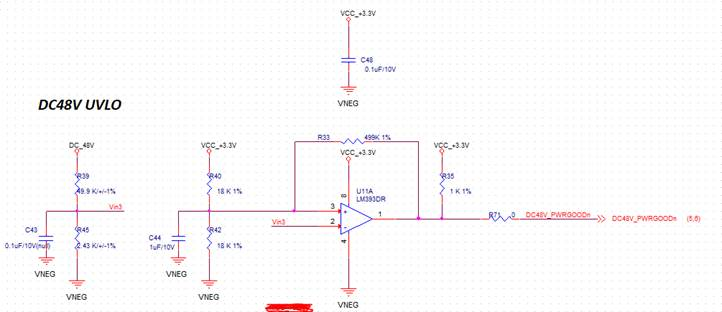 VCC_+3.3V
C48
0.1uF/10V
VNEG
DC48V UVLO
DC_48V
R39
49.9 K/+/-1%
Vin3
C43
0.1uF/10V(null)
R45
2.43 K/+/-1%
VNEG
VNEG
VCC_+3.3V
R40
18 K 1%
C44
1uF/10V
R42
18 K 1%
VNEG
VNEG
R33
499K 1%
VCC_+3.3V
U11A
LM393DR
8
3
+
2
-
1
4
Vin3
VNEG
VCC_+3.3V
R35
1 K 1%
R71
0
DC48V_PWRGOODn
DC48V_PWRGOODn
(5,6)